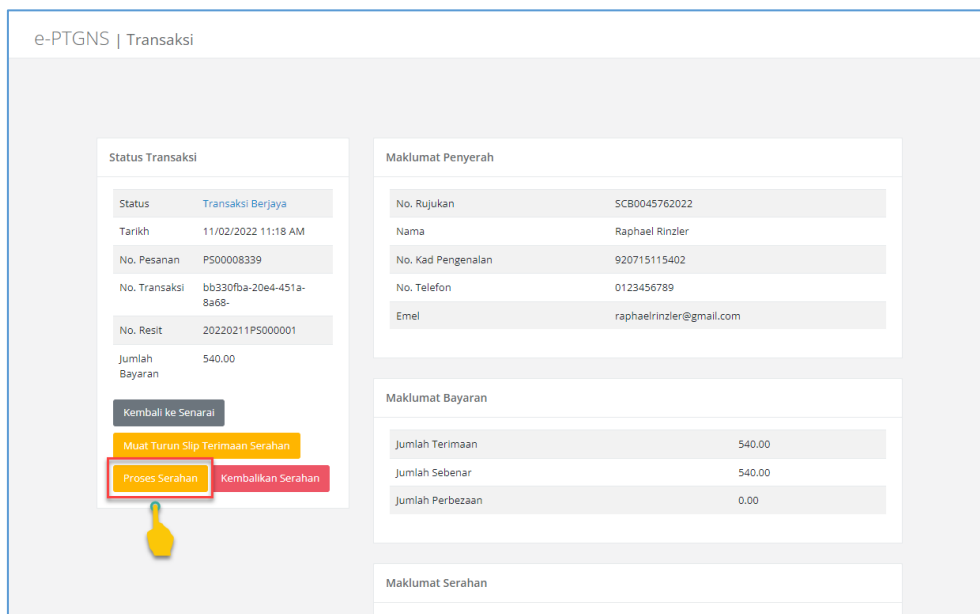 e-PTGNS | Transaksi
Status Transaksi
Status Transaksi Berjaya
Tarikh 11/02/2022 11:18 AM
No. Pesanan PS00008339
No. Transaksi bb330fba-20e4-451a-
8a68-
No. Resit 20220211PS000001
Jumlah 540.00
Bayaran
Kembali ke Senarai
Muat Turun Slip Terimaan Serahan
Proses Serahan Kembalikan Serahan
Maklumat Penyerah
No. Rujukan SCB0045762022
Nama Raphael Rinzler
No. Kad Pengenalan 920715115402
No. Telefon 0123456789
Emel raphaelrinzler@gmail.com
Maklumat Bayaran
Jumlah Terimaan 540.00
Jumlah Sebenar 540.00
Jumlah Perbezaan 0.00
Maklumat Serahan